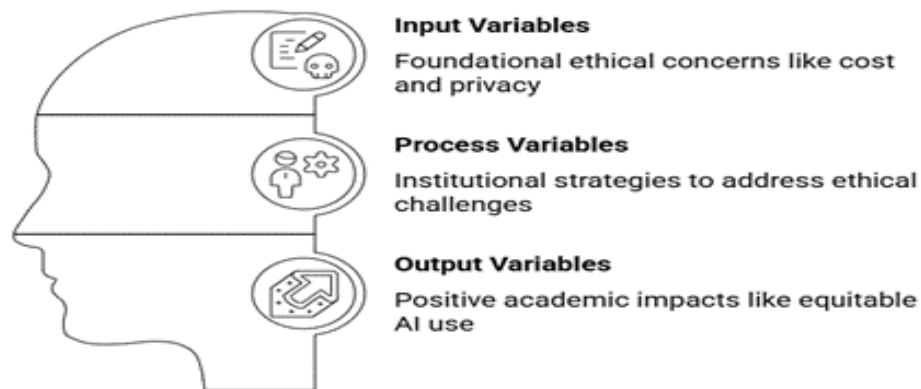 Input Variables
Foundational ethical concerns like cost
and privacy
Process Variables
Institutional strategies to address ethical
challenges
Output Variables
Positive academic impacts like equitable
AI use